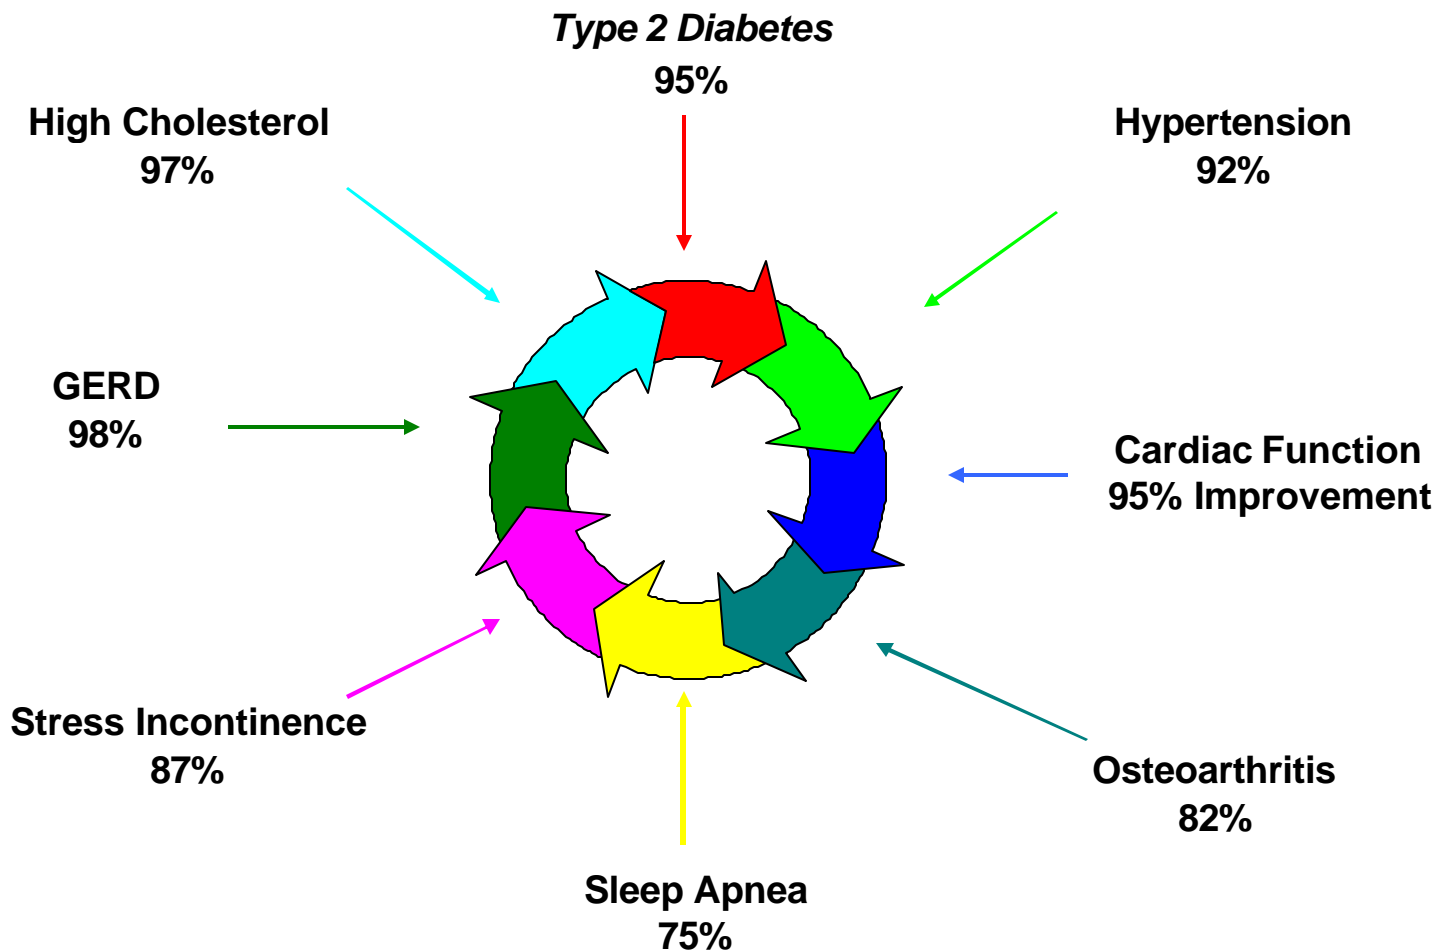 Type 2 Diabetes
95%
High Cholesterol
97%
Hypertension
92%
GERD
98%
Cardiac Function
95% Improvement
Stress Incontinence
87%
Osteoarthritis
82%
Sleep Apnea
75%